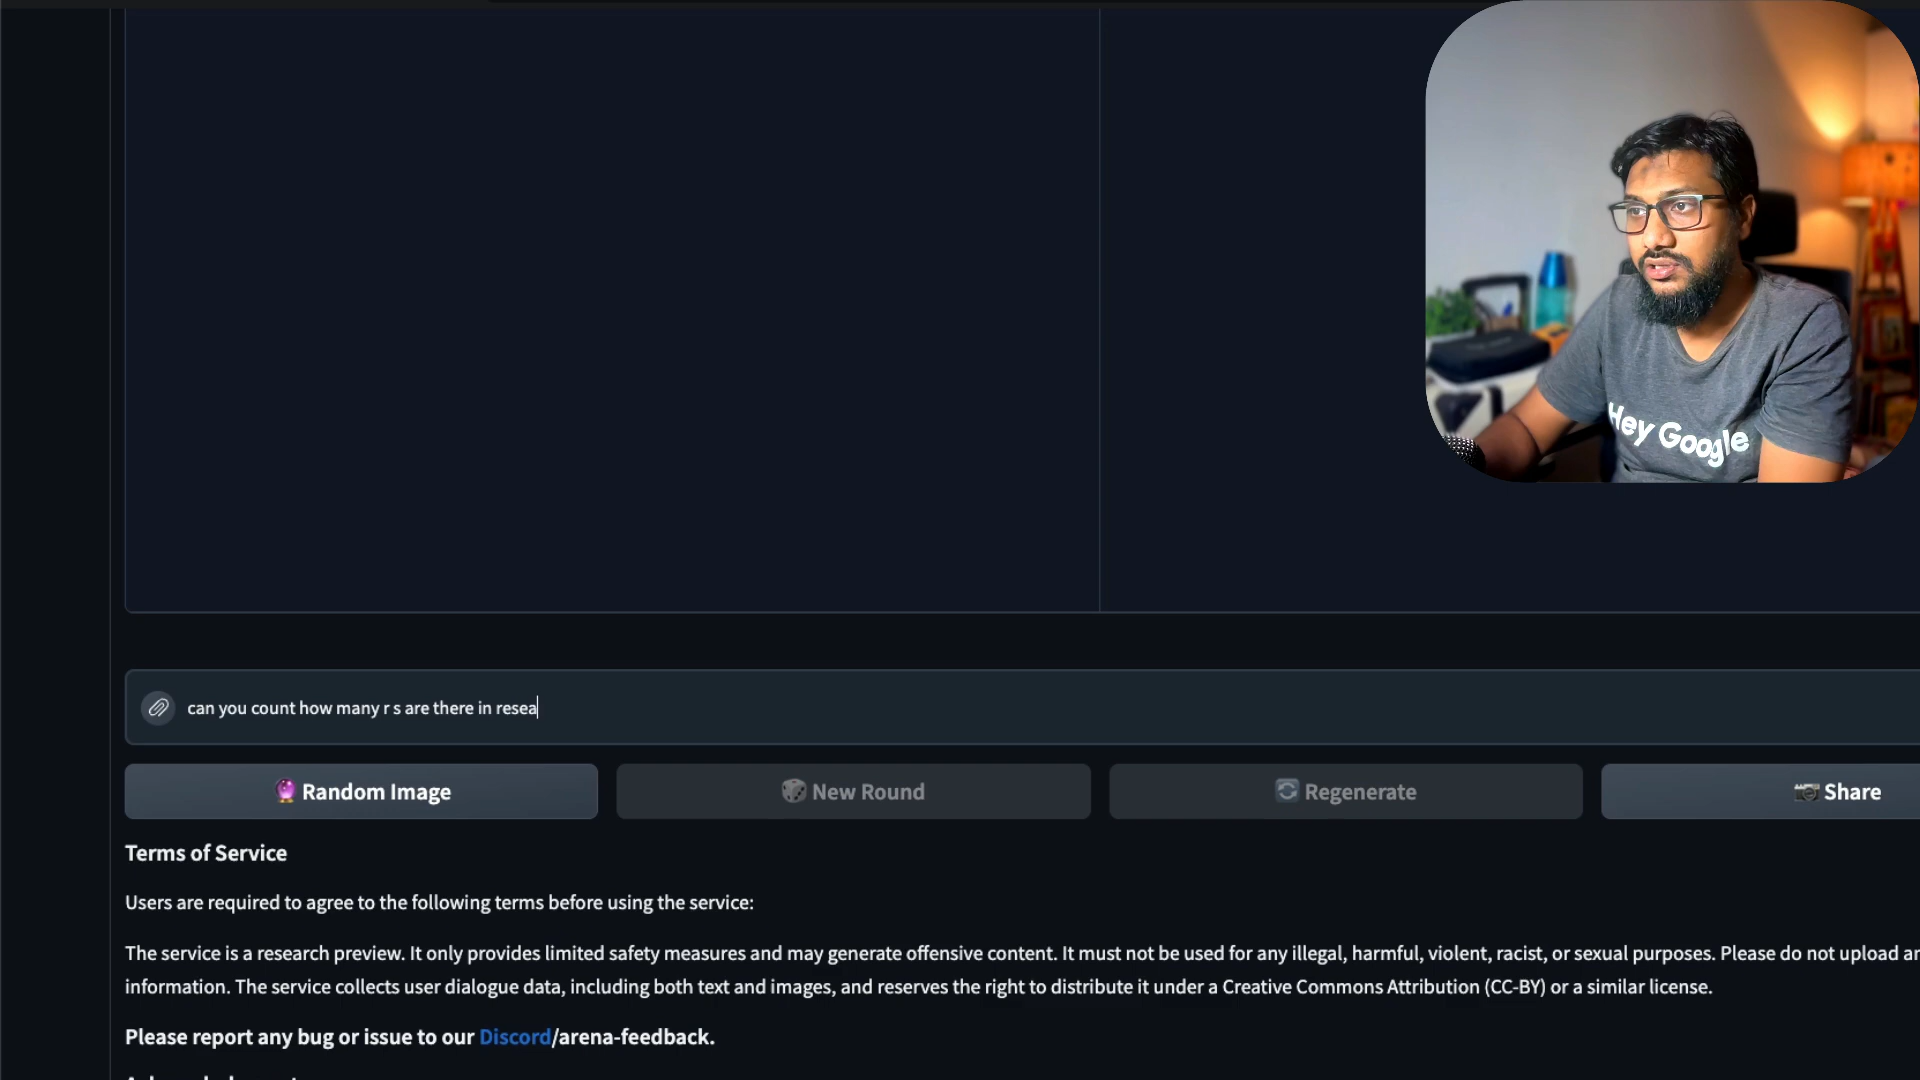 Hey Google
can you count how many r s are there in resea
Random Image
New Round
Regenerate
Share
Terms of Service
Users are required to agree to the following terms before using the service:
The service is a research preview. It only provides limited safety measures and may generate offensive content. It must not be used for any illegal, harmful, violent, racist, or sexual purposes. Please do not upload
information. The service collects user dialogue data, including both text and images, and reserves the right to distribute it under a Creative Commons Attribution (CC-BY) or a similar license.
Please report any bug or issue to our Discord/arena-feedback.